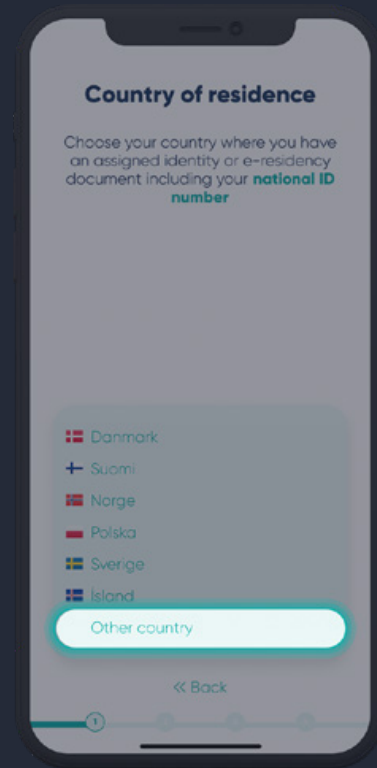 Country of residence
Choose your country where you have
an assigned identity or e-residency
document including your national ID
number
Danmark
Suomi
Norge
Polska
Sverige
Ísland
Other country
« Back
1